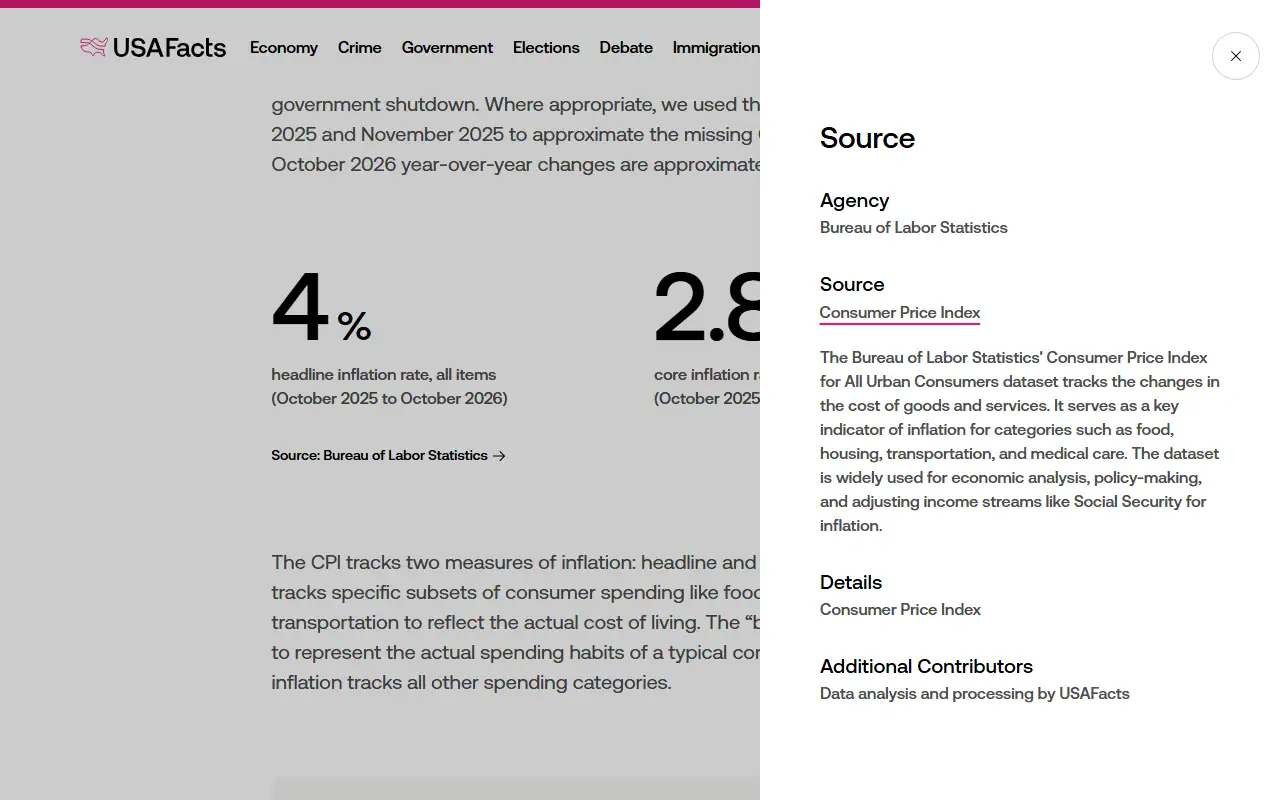 USAFacts
Economy Crime Government Elections Debate Immigration
government shutdown. Where appropriate, we used
2025 and November 2025 to approximate the missing
October 2026 year-over-year changes are
4%
headline inflation rate, all items
(October 2025 to October 2026)
2.8
core inflation
(October 2025
Source: Bureau of Labor Statistics →
The CPI tracks two measures of inflation: headline and
tracks specific subsets of consumer spending like
transportation to reflect the actual cost of living. The
to represent the actual spending habits of a typical
inflation tracks all other spending categories.
Source
Agency
Bureau of Labor Statistics
Source
Consumer Price Index
The Bureau of Labor Statistics' Consumer Price Index
for All Urban Consumers dataset tracks the changes in
the cost of goods and services. It serves as a key
indicator of inflation for categories such as food,
housing, transportation, and medical care. The dataset
is widely used for economic analysis, policy-making,
and adjusting income streams like Social Security for
inflation.
Details
Consumer Price Index
Additional Contributors
Data analysis and processing by USAFacts